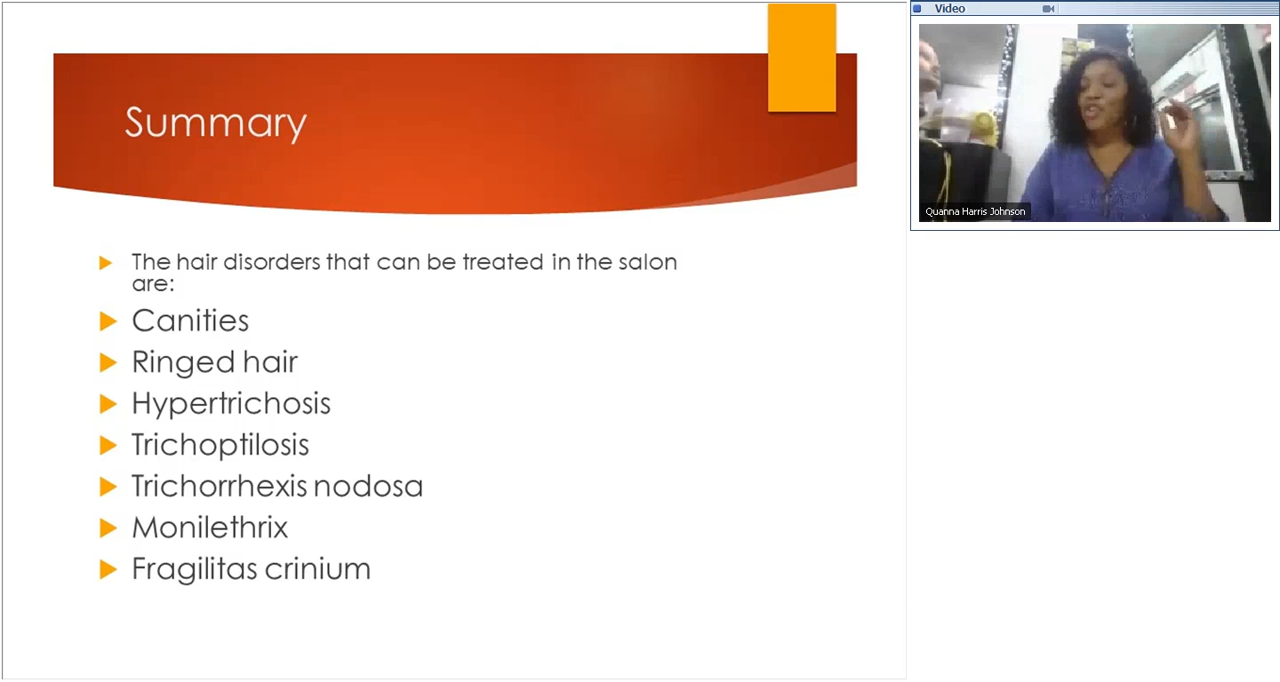 Summary
The hair disorders that can be treated in the salon
are:
Canities
Ringed hair
Hypertrichosis
Trichoptilosis
Trichorrhexis nodosa
Monilethrix
Fragilitas crinium
Video
Quanna Harris Johnson